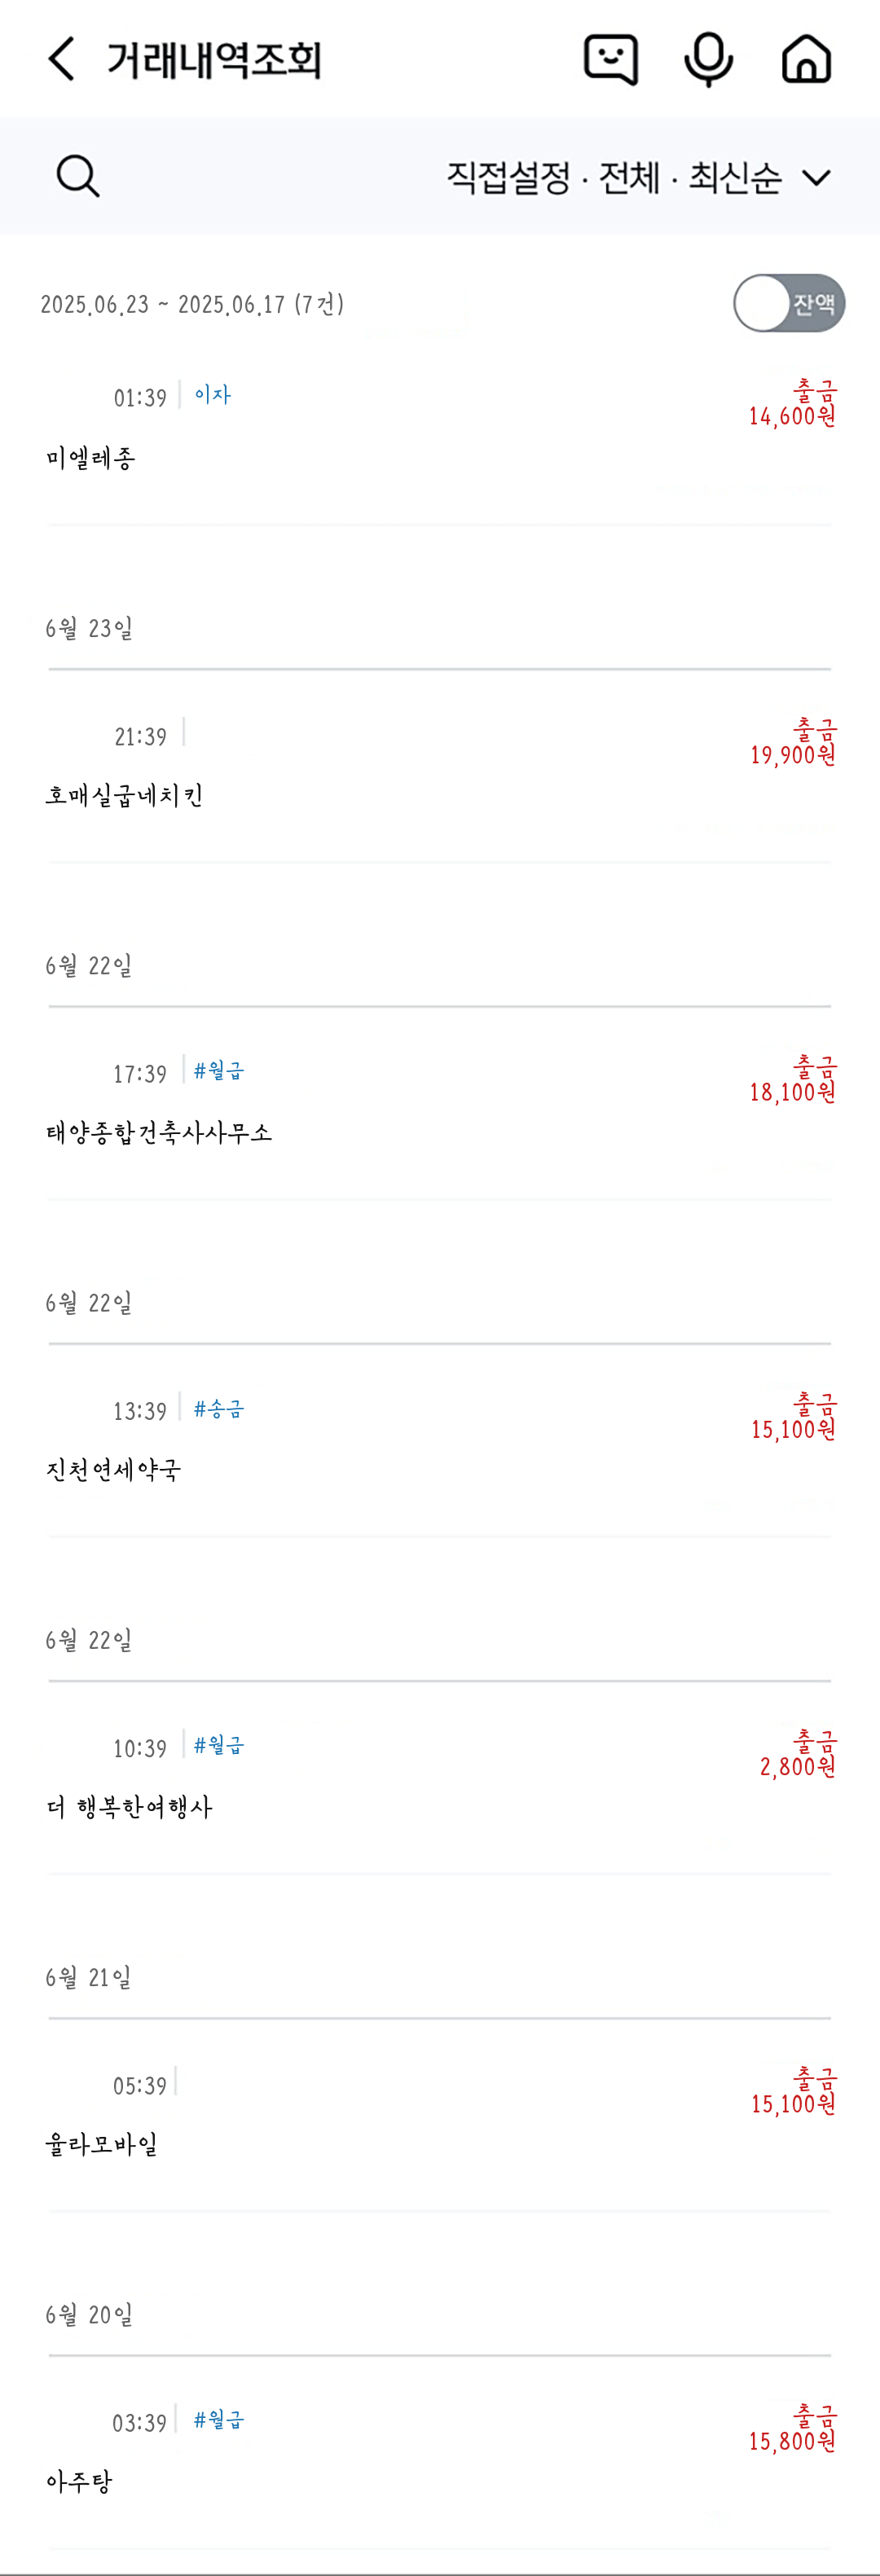 거래내역조회
직접설정 · 전체 · 최신순
2025.06.23 ~ 2025.06.17 (7건)
잔액
01:39 이자
출금
14,600원
미엘레종
6월 23일
21:39
출금
19,900원
호매실굽네치킨
6월 22일
17:39 #월급
출금
18,100원
태양종합건축사사무소
6월 22일
13:39 #송금
출금
15,100원
진천연세약국
6월 22일
10:39 #월급
출금
2,800원
더 행복한여행사
6월 21일
05:39
출금
15,100원
율라모바일
6월 20일
03:39 #월급
출금
15,800원
아주탕